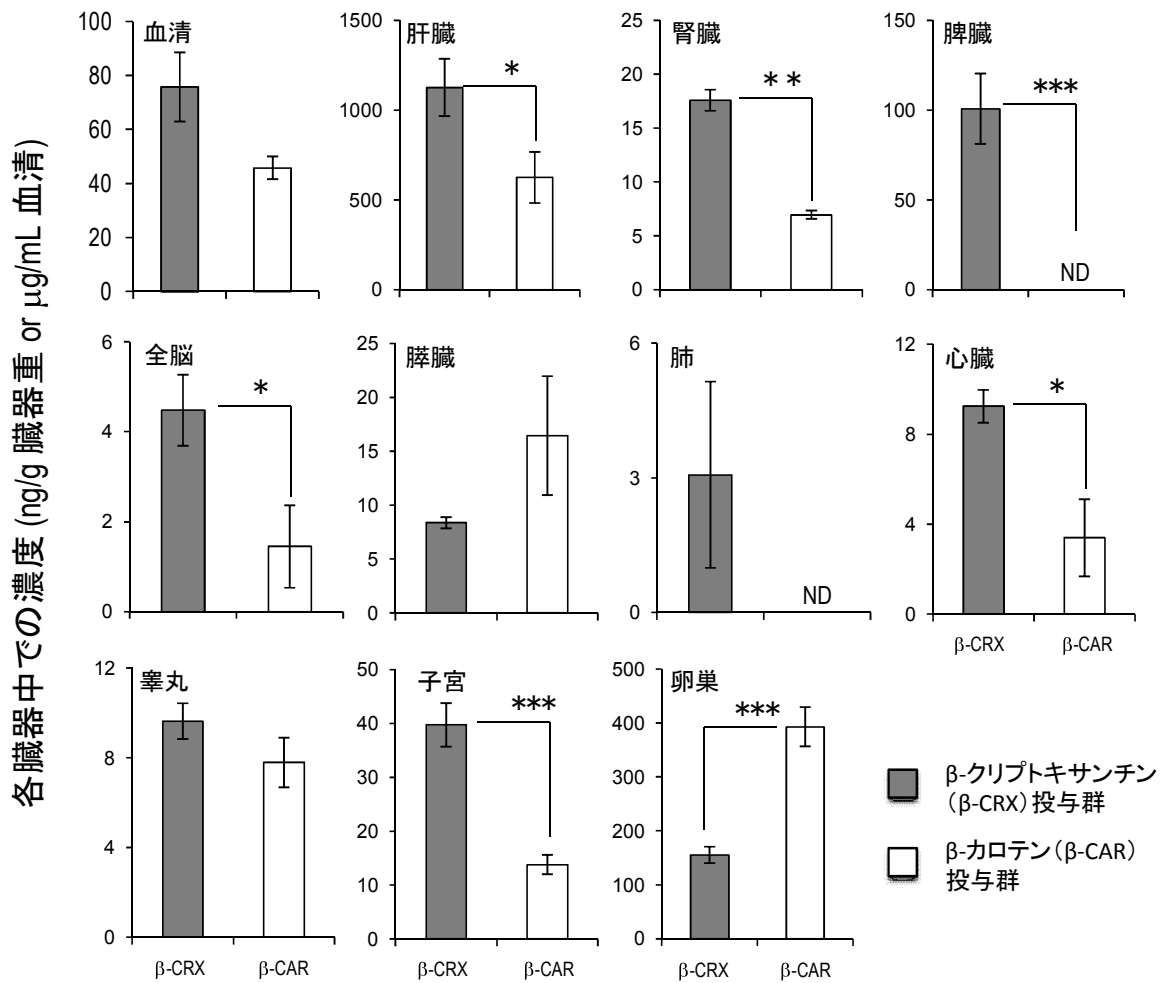 各臓器中での濃度 (ng/g 臓器重 or μg/mL 血清)
血清
100
80
60
40
20
0
肝臓
1500
1000
500
0
*
腎臓
25
20
15
10
5
0
**
脾臓
150
100
50
0
***
ND
全脳
6
4
2
0
*
膵臓
25
20
15
10
5
0
肺
6
3
0
ND
心臓
12
8
4
0
*
β-CRX β-CAR
睾丸
12
8
4
0
β-CRX β-CAR
子宮
50
40
30
20
10
0
***
β-CRX β-CAR
卵巣
500
400
300
200
100
0
***
β-CRX β-CAR
β-クリプトキサンチン
(β-CRX)投与群
β-カロテン(β-CAR)
投与群